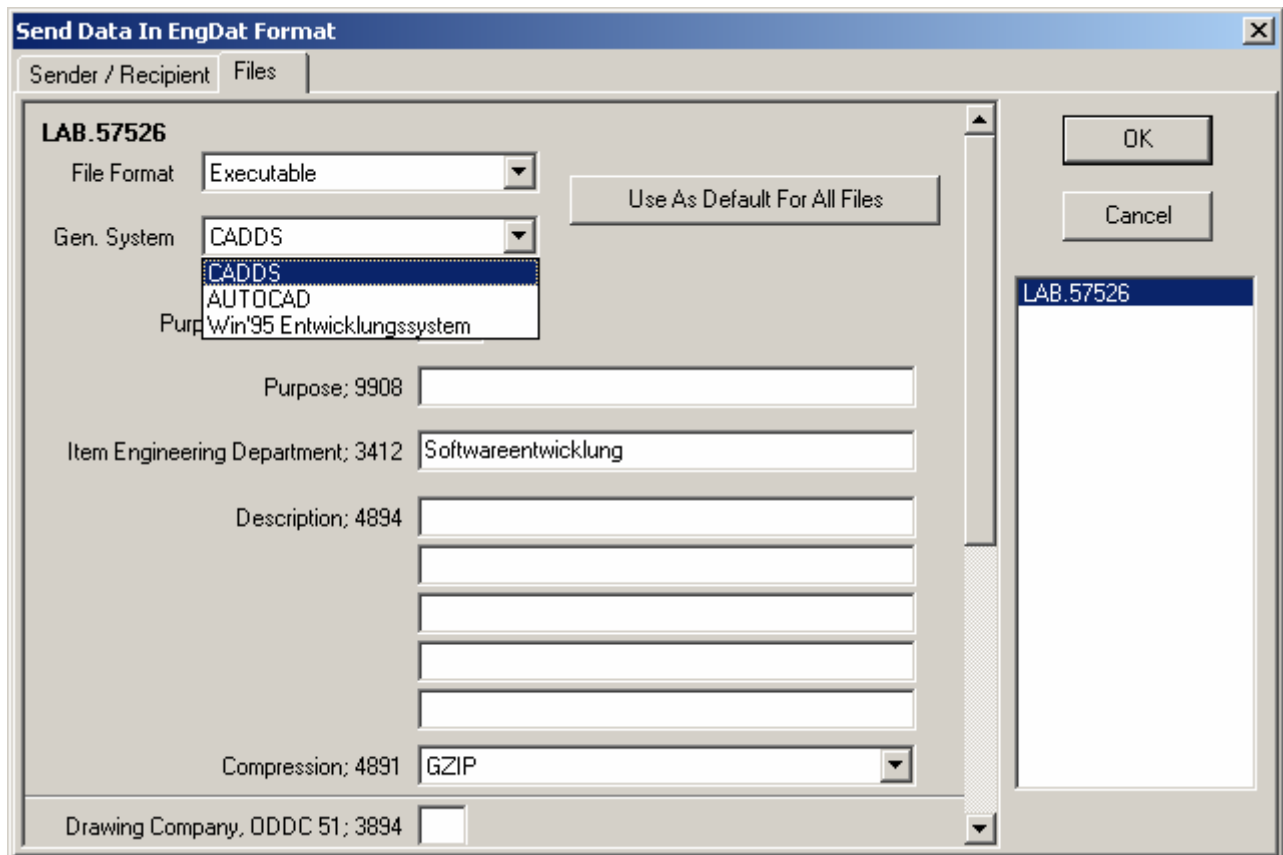 Send Data In EngDat Format
Sender / Recipient Files
LAB.57526
File Format Executable
Use As Default For All Files
Gen. System CADDS
CADDS
AUTOCAD
Win'95 Entwicklungssystem
Purp
Purpose; 9908
Item Engineering Department; 3412 Softwareentwicklung
Description; 4894
Compression; 4891 GZIP
Drawing Company, ODDC 51; 3894
OK
Cancel
LAB.57526